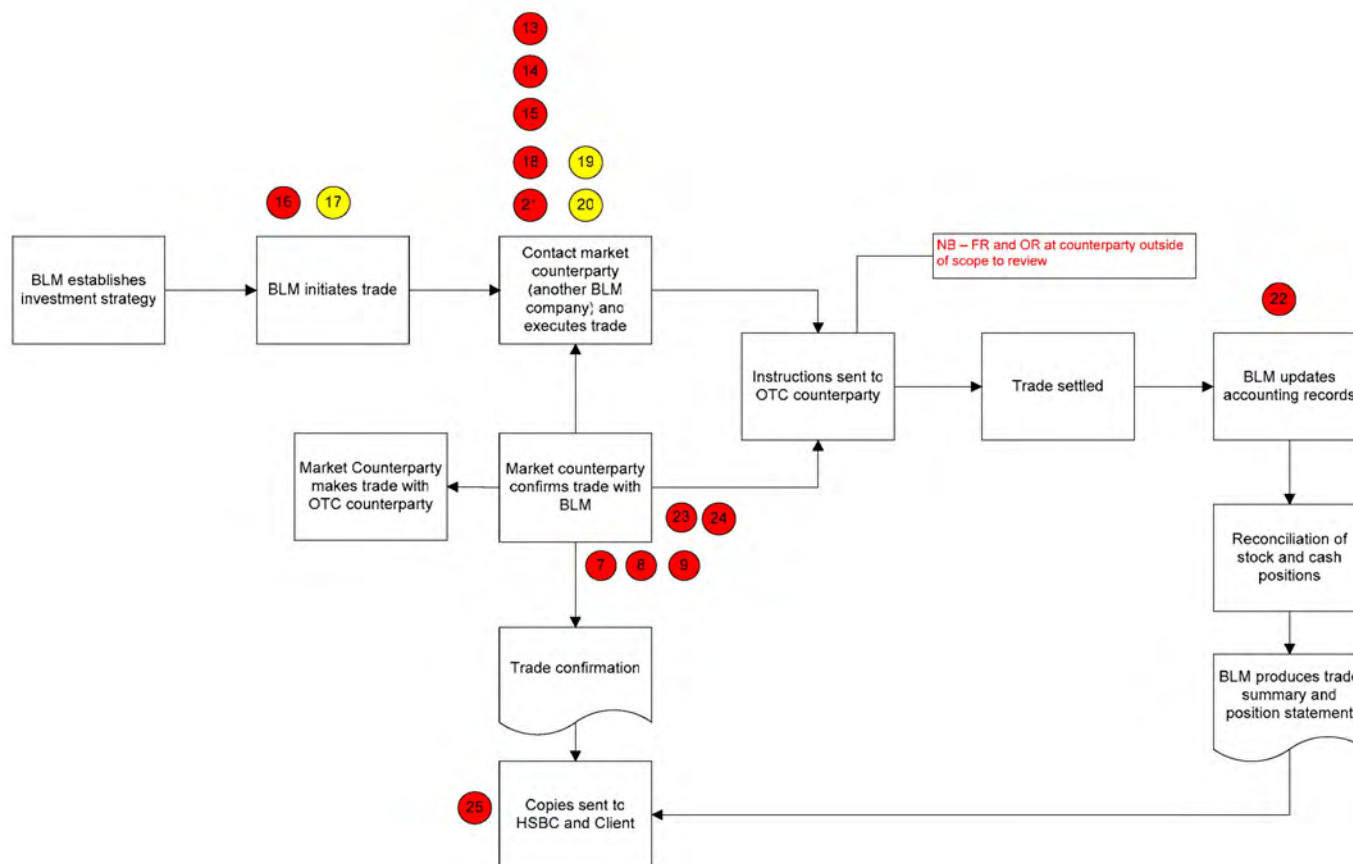 13
14
15
18
19
21
20
16
17
BLM establishes
investment strategy
BLM initiates trade
Contact market
counterparty
(another BLM
company) and
executes trade
NB – FR and OR at counterparty outside
of scope to review
22
Instructions sent to
OTC counterparty
Trade settled
BLM updates
accounting records
Market Counterparty
makes trade with
OTC counterparty
Market counterparty
confirms trade with
BLM
23
24
7
8
9
Reconciliation of
stock and cash
positions
Trade confirmation
BLM produces trade
summary and
position statement
25
Copies sent to
HSBC and Client